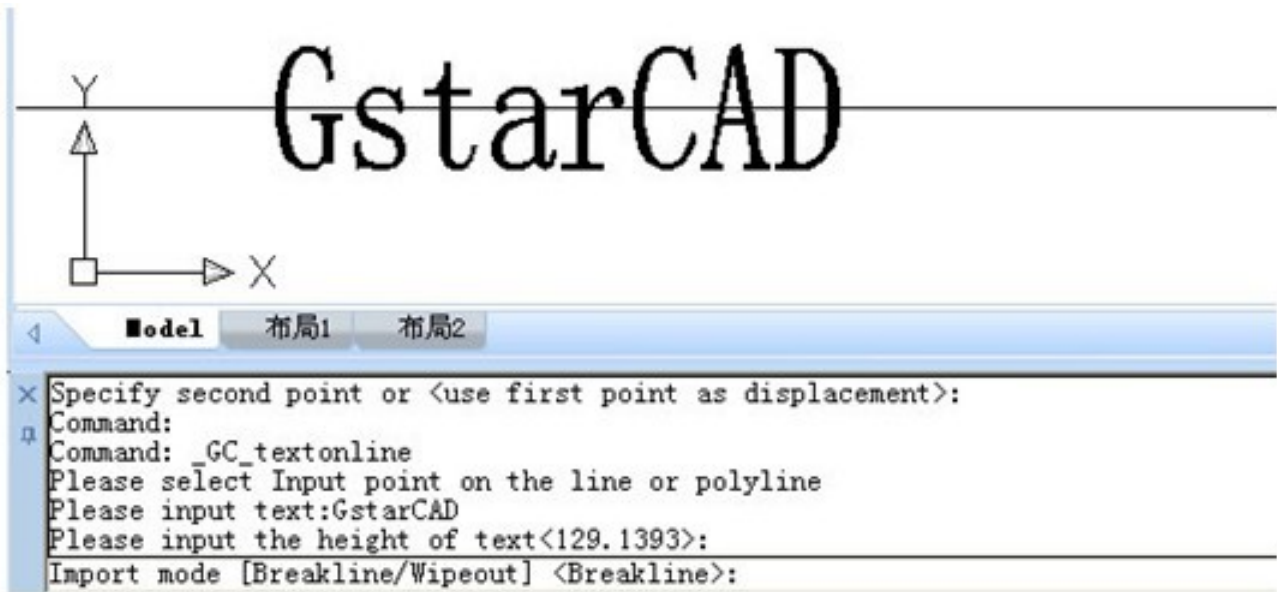 Y
GstarCAD
X
Model 布局1 布局2
Specify second point or <use first point as displacement>:
Command:
Command: _GC_textonline
Please select Input point on the line or polyline
Please input text:GstarCAD
Please input the height of text<129.1393>:
Import mode [Breakline/Wipeout] <Breakline>: